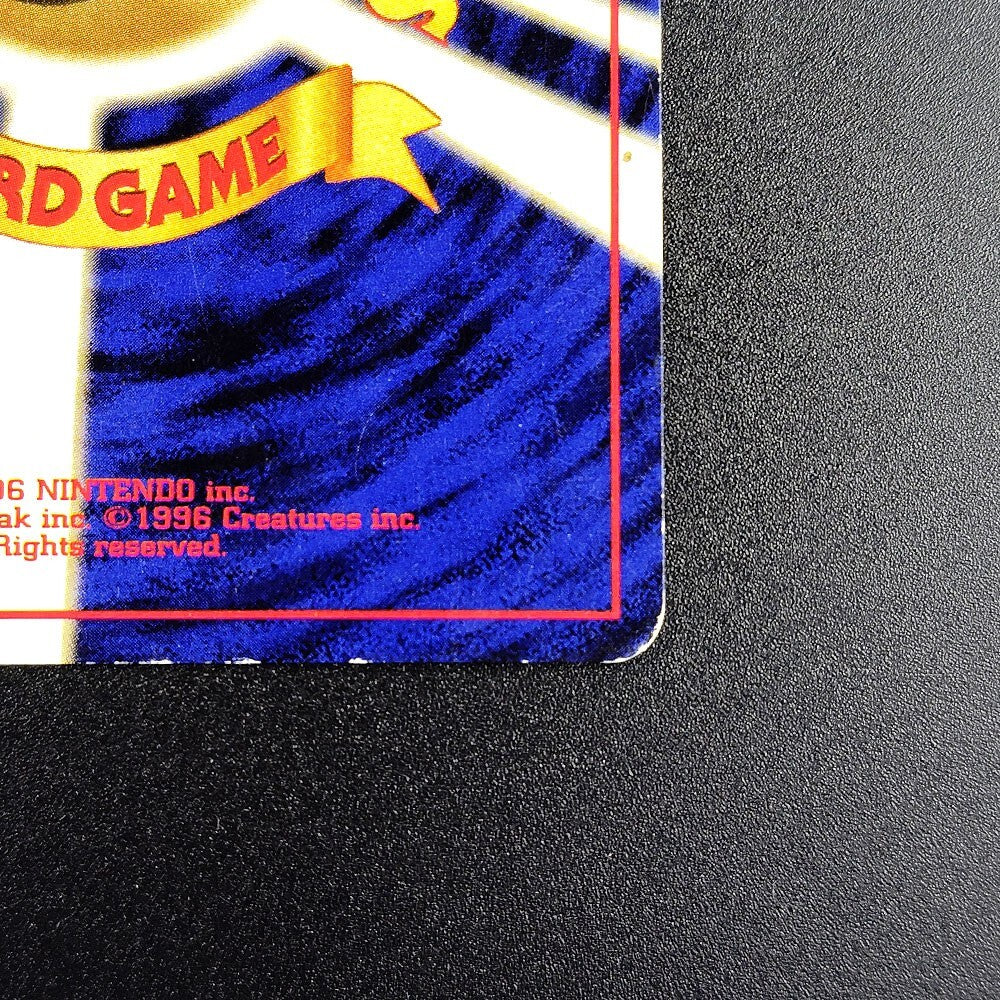 RD GAME
96 NINTENDO inc.
ak inc. ©1996 Creatures inc.
Rights reserved.